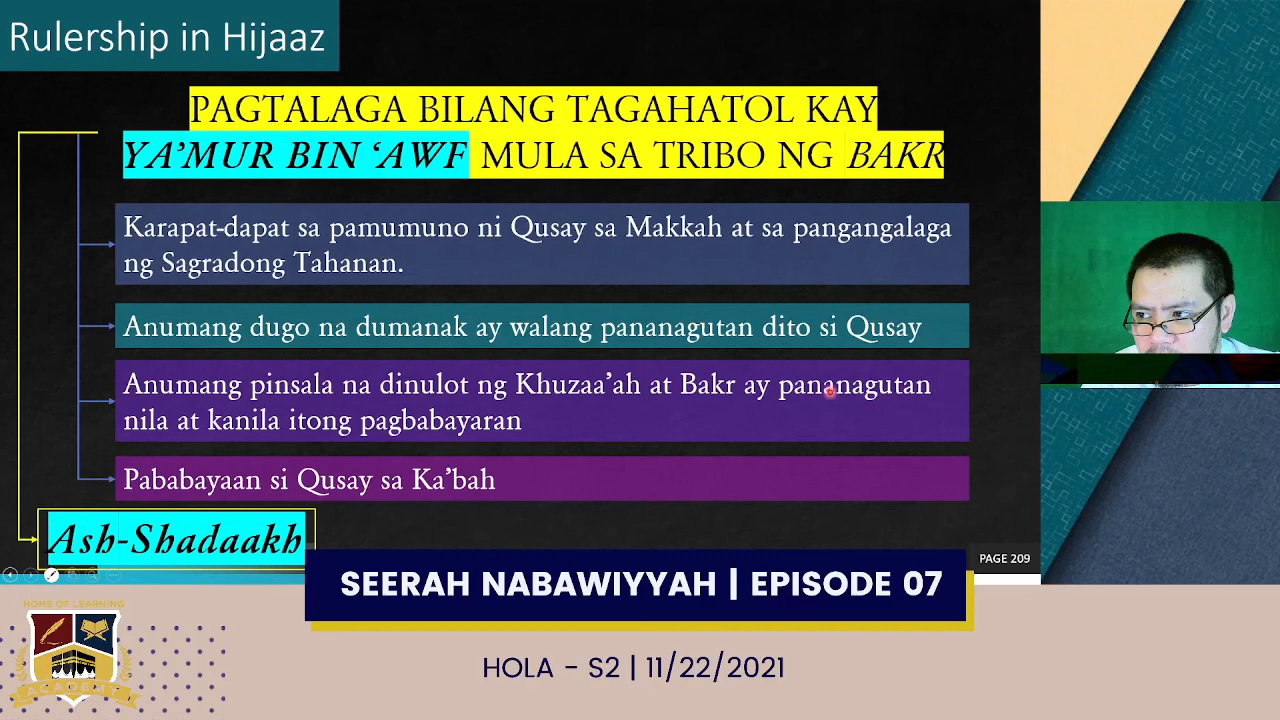 Rulership in Hijaaz
PAGTALAGA BILANG TAGAHATOL KAY
YA’MUR BIN ‘AWF MULA SA TRIBO NG BAKR
Karapat-dapat sa pamumuno ni Qusay sa Makkah at sa pangangalaga
ng Sagradong Tahanan.
Anumang dugo na dumanak ay walang pananagutan dito si Qusay
Anumang pinsala na dinulot ng Khuzaa’ah at Bakr ay pananagutan
nila at kanila itong pagbabayaran
Pababayaan si Qusay sa Ka’bah
Ash-Shadaakh
PAGE 209
SEERAH NABAWIYYAH | EPISODE 07
HOME OF LEARNING
ACADEMY
HOLA - S2 | 11/22/2021